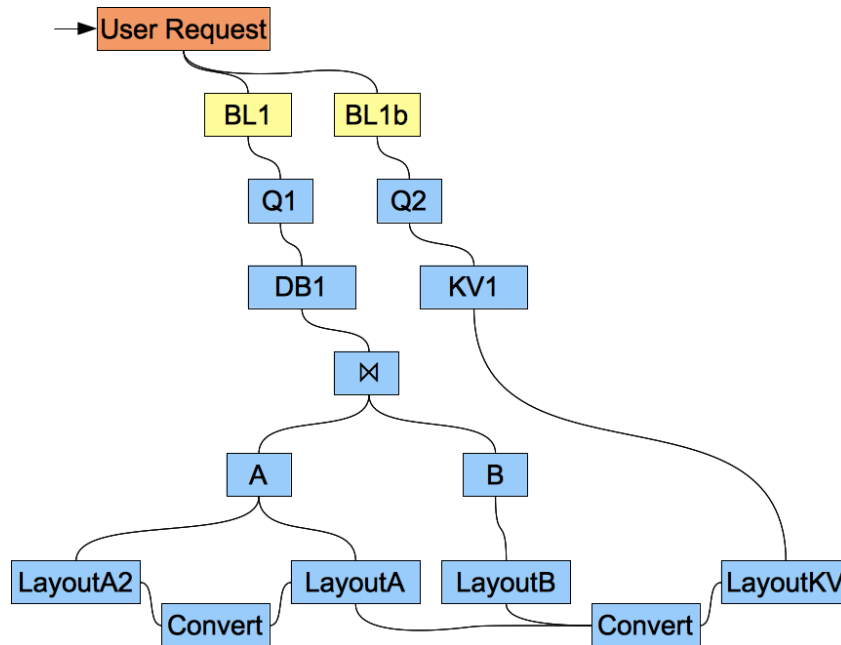 User Request
BL1
BL1b
Q1
Q2
DB1
KV1
⋈
A
B
LayoutA2
LayoutA
LayoutB
LayoutKV
Convert
Convert